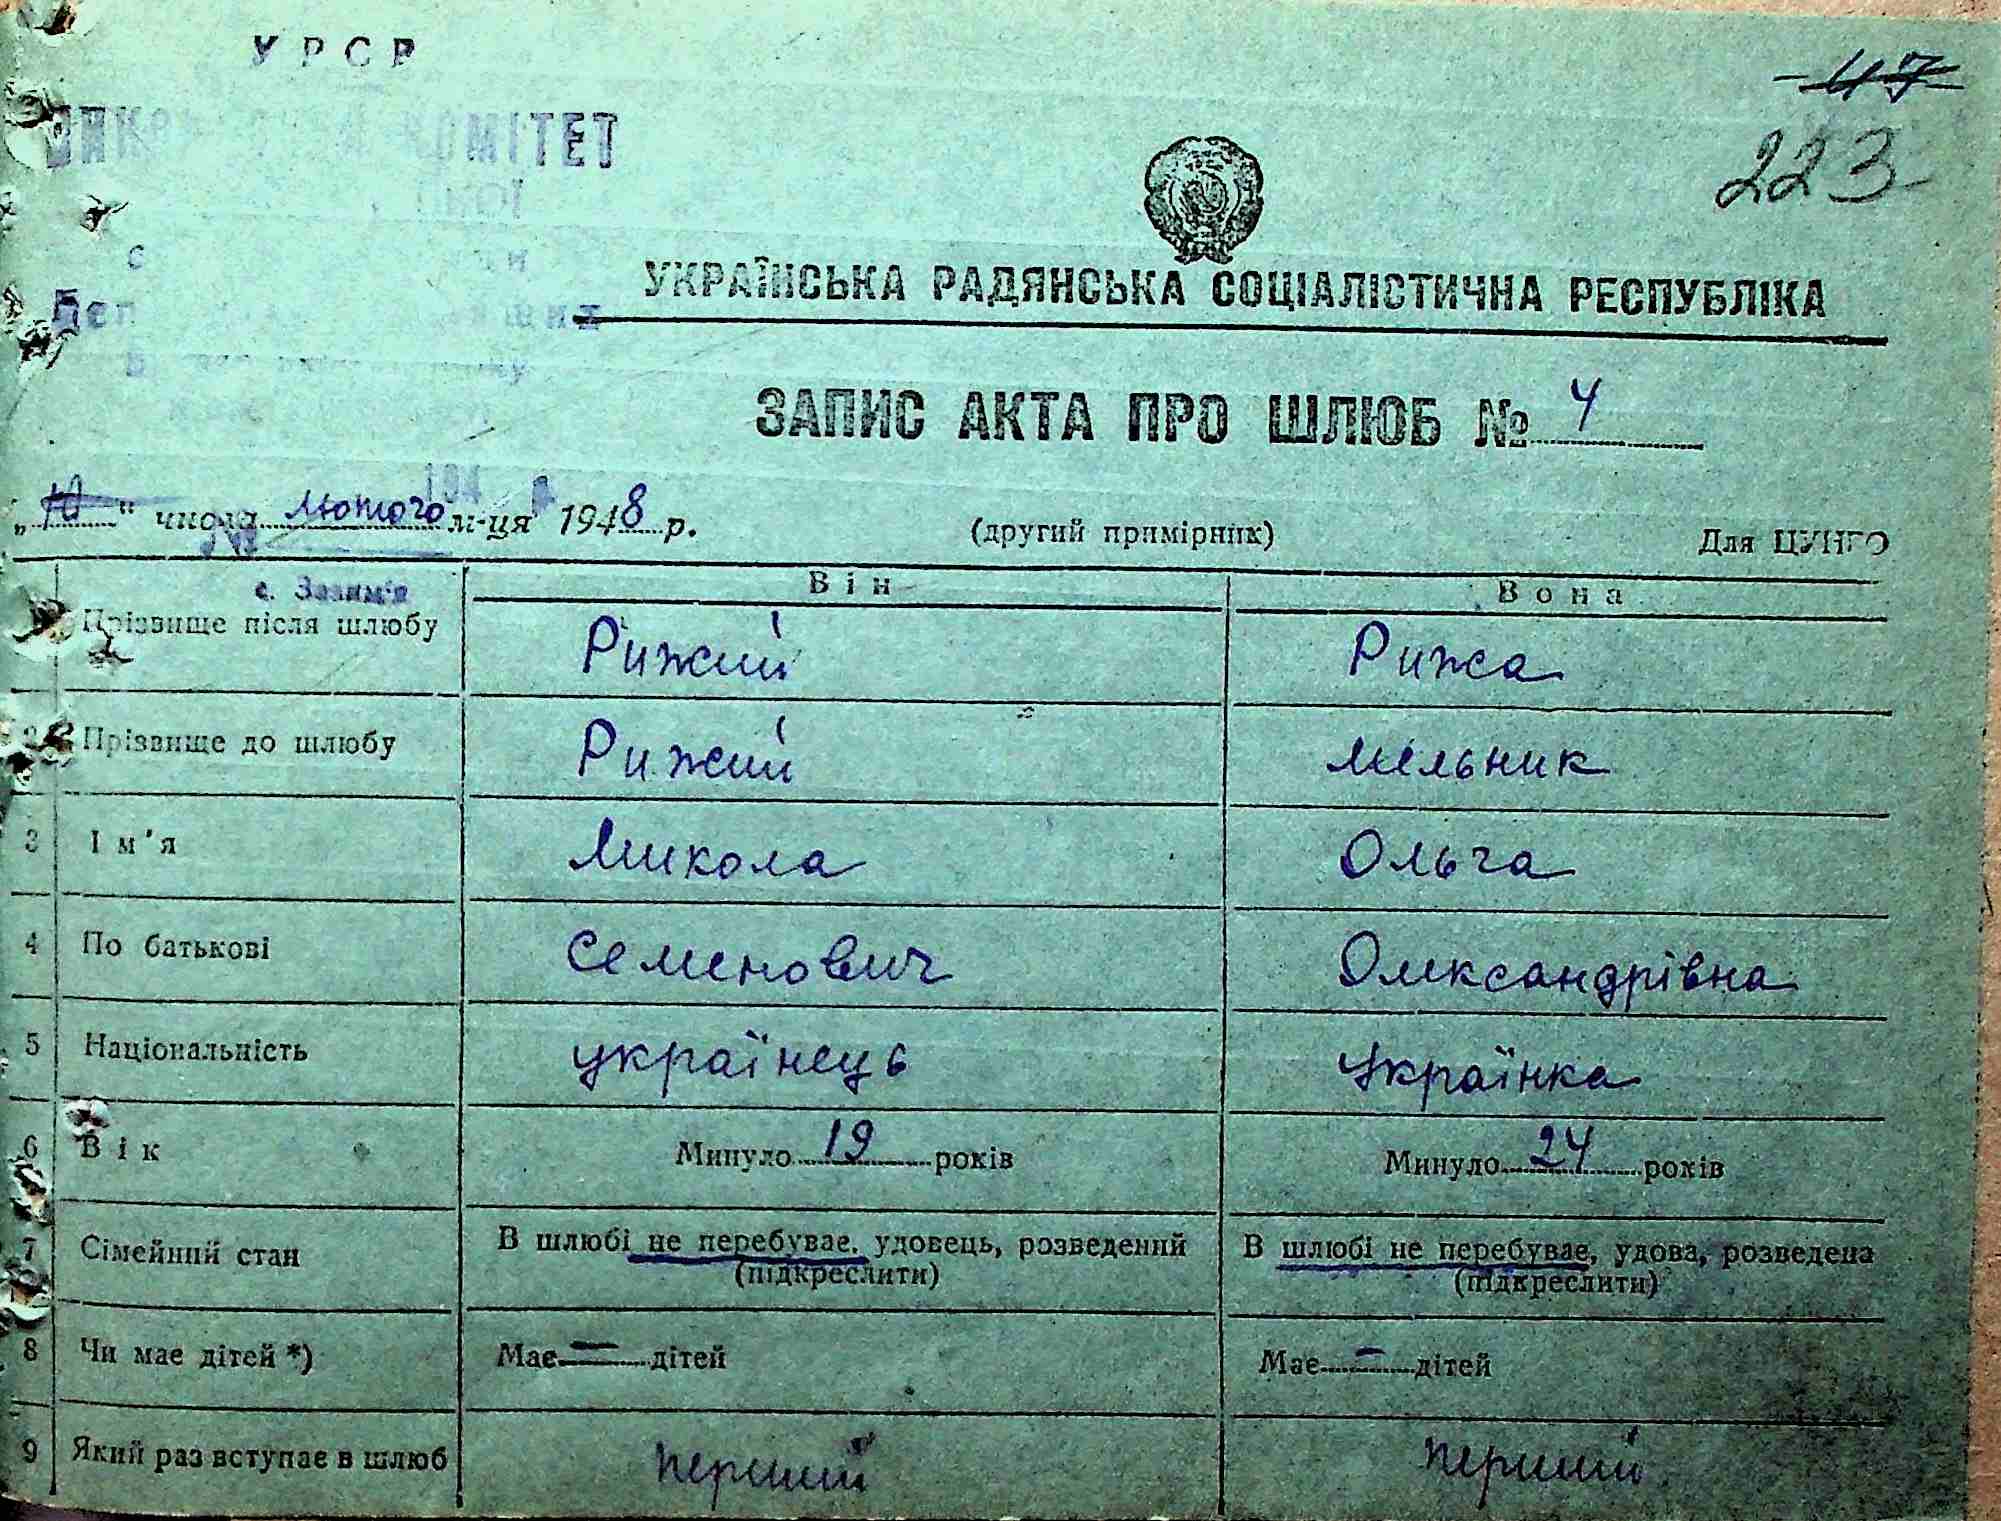 УРСР
47
КОМІТЕТ
223
УКРАЇНСЬКА РАДЯНСЬКА СОЦІАЛІСТИЧНА РЕСПУБЛІКА
ЗАПИС АКТА ПРО ШЛЮБ № 4
„10" числа лютого м-ця 1948 р. (другий примірник) Для ЦУНГО
№
с. Зазим'я
Він Вона
Прізвище після шлюбу Рижий Рижа
2 Прізвище до шлюбу Рижий Мельник
3 Ім'я Микола Ольга
4 По батькові Семенович Олександрівна
5 Національність українець Українка
6 Вік Минуло 19 років Минуло 24 років
7 Сімейний стан В шлюбі не перебуває, удовець, розведений В шлюбі не перебуває, удова, розведена
(підкреслити) (підкреслити)
8 Чи має дітей *) Має — дітей Має — дітей
9 Який раз вступає в шлюб перший перший